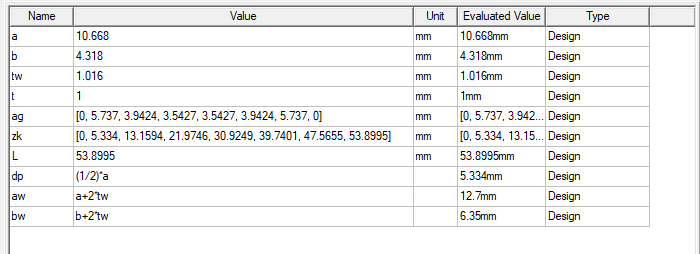 Name Value Unit Evaluated Value Type
a 10.668 mm 10.668mm Design
b 4.318 mm 4.318mm Design
tw 1.016 mm 1.016mm Design
t 1 mm 1mm Design
ag [0, 5.737, 3.9424, 3.5427, 3.5427, 3.9424, 5.737, 0] mm [0, 5.737, 3.942... Design
zk [0, 5.334, 13.1594, 21.9746, 30.9249, 39.7401, 47.5655, 53.8995] mm [0, 5.334, 13.15... Design
L 53.8995 mm 53.8995mm Design
dp (1/2)*a 5.334mm Design
aw a+2*tw 12.7mm Design
bw b+2*tw 6.35mm Design